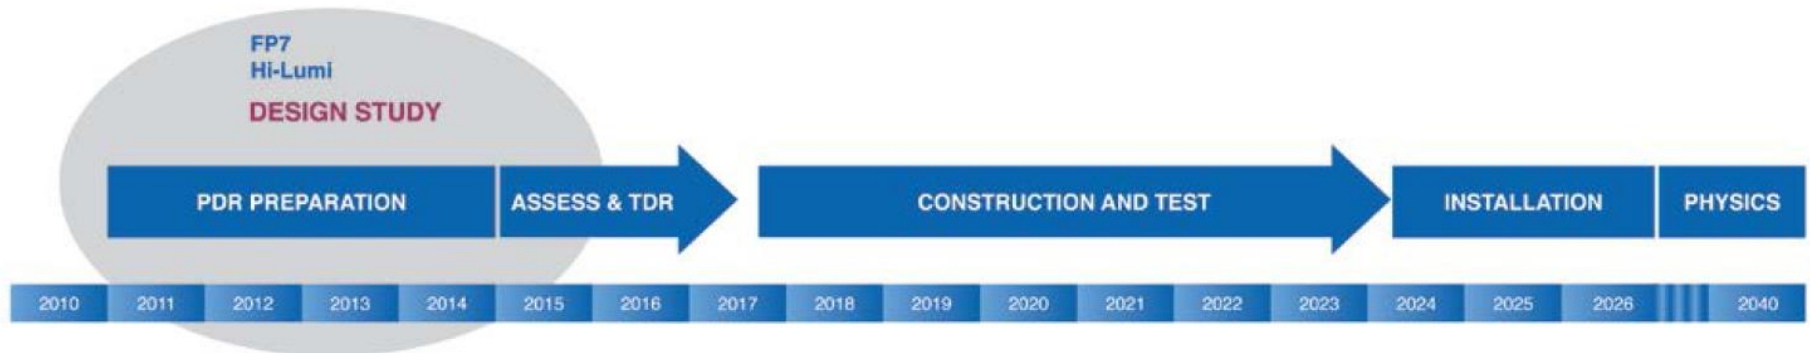 FP7
Hi-Lumi
DESIGN STUDY
PDR PREPARATION ASSESS & TDR CONSTRUCTION AND TEST INSTALLATION PHYSICS
2010 2011 2012 2013 2014 2015 2016 2017 2018 2019 2020 2021 2022 2023 2024 2025 2026 2040